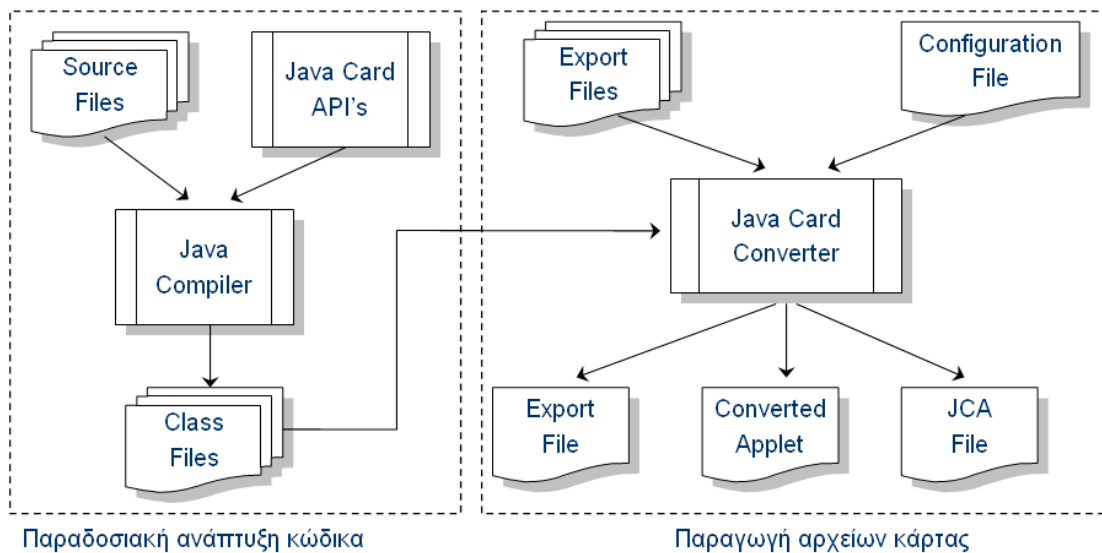 Source
Files
Java Card
API's
Java
Compiler
Class
Files
Παραδοσιακή ανάπτυξη κώδικα
Export
Files
Configuration
File
Java Card
Converter
Export
File
Converted
Applet
JCA
File
Παραγωγή αρχείων κάρτας